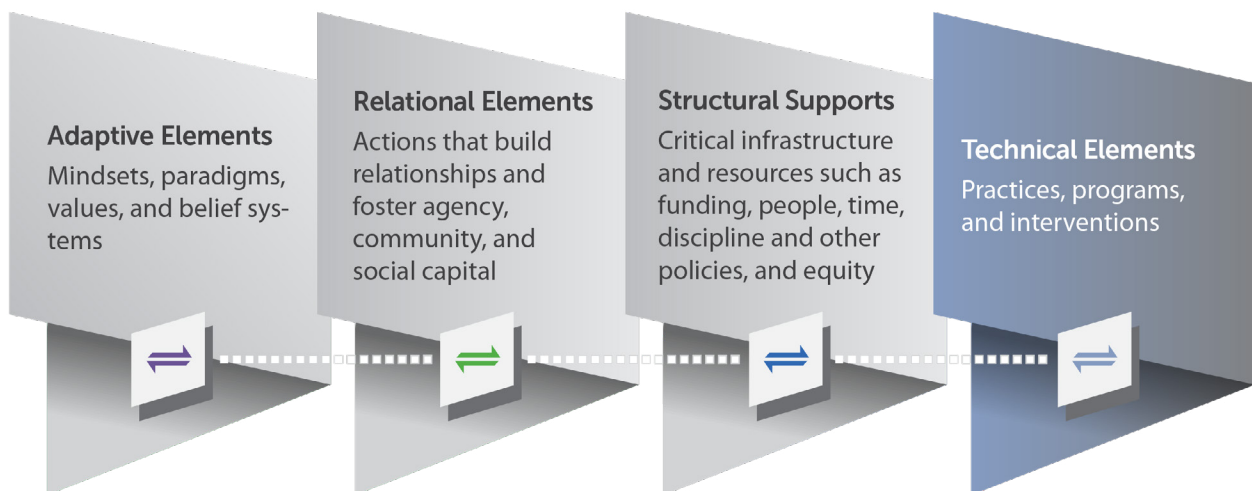 Adaptive Elements
Mindsets, paradigms,
values, and belief sys-
tems
Relational Elements
Actions that build
relationships and
foster agency,
community, and
social capital
Structural Supports
Critical infrastructure
and resources such as
funding, people, time,
discipline and other
policies, and equity
Technical Elements
Practices, programs,
and interventions